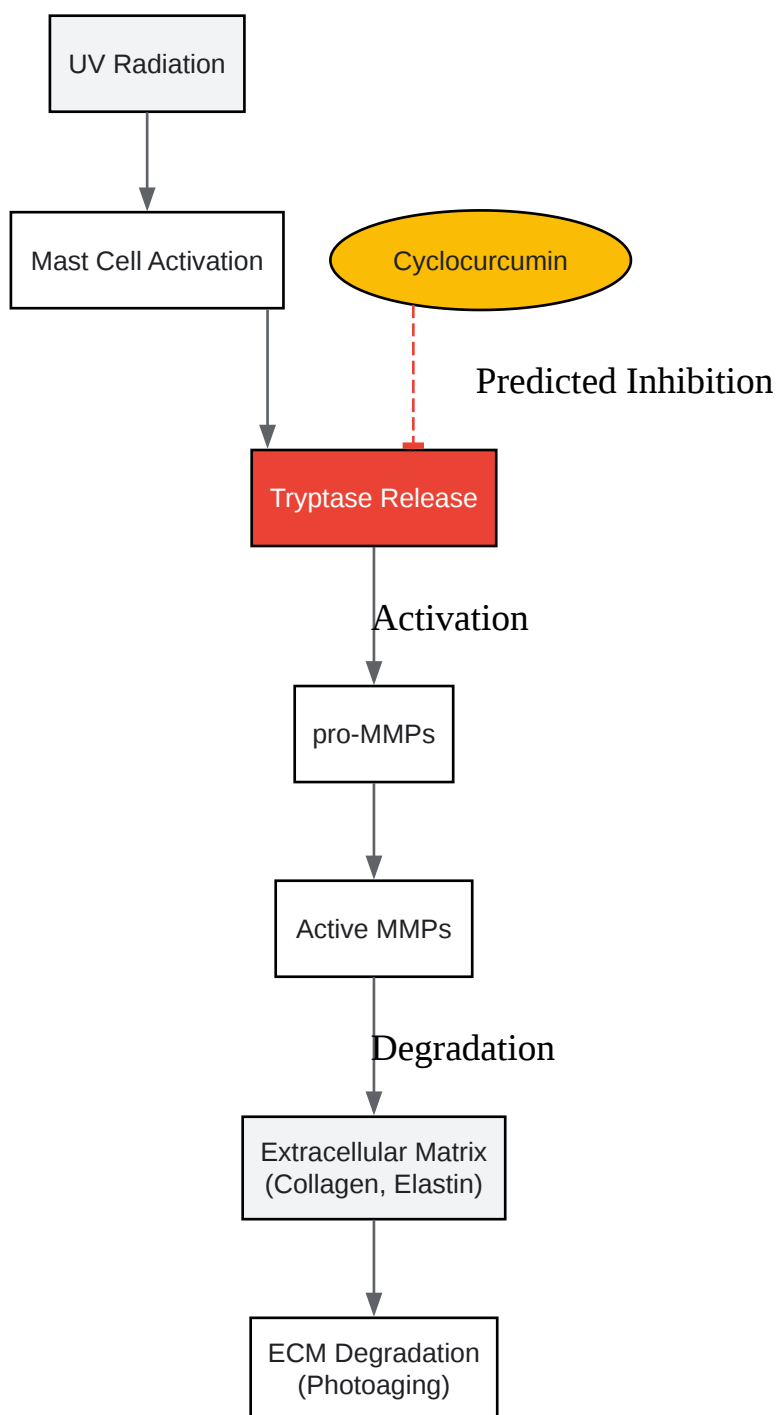 UV Radiation
Mast Cell Activation
Cyclocurcumin
Predicted Inhibition
Tryptase Release
Activation
pro-MMPs
Active MMPs
Degradation
Extracellular Matrix
(Collagen, Elastin)
ECM Degradation
(Photoaging)